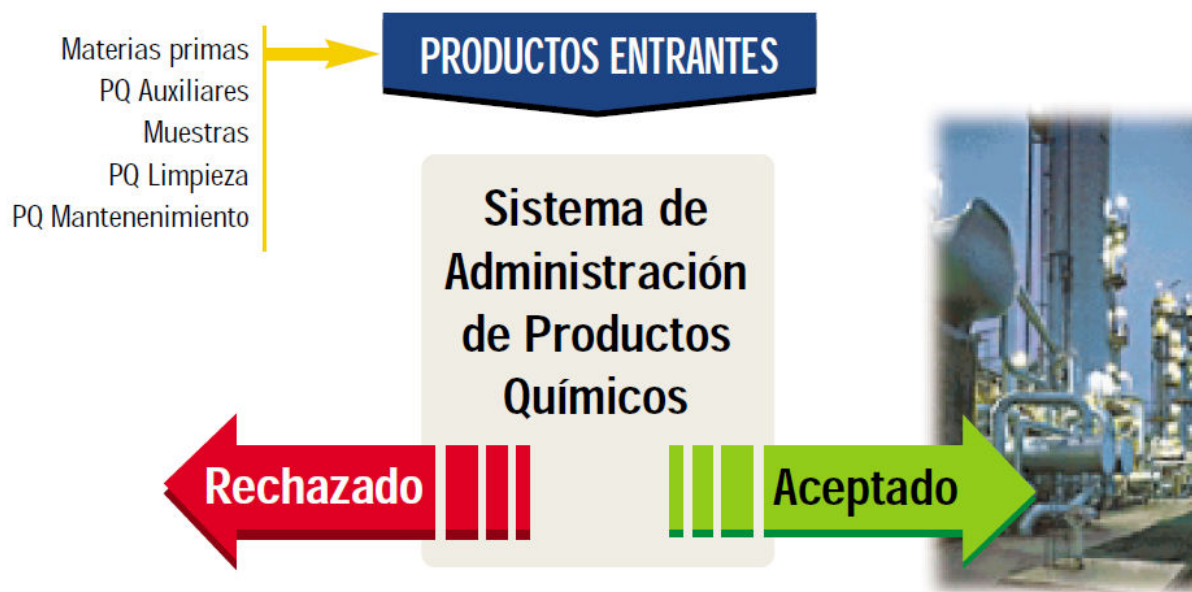 Materias primas
PQ Auxiliares
Muestras
PQ Limpieza
PQ Mantenenimiento
PRODUCTOS ENTRANTES
Sistema de
Administración
de Productos
Químicos
Rechazado
Aceptado